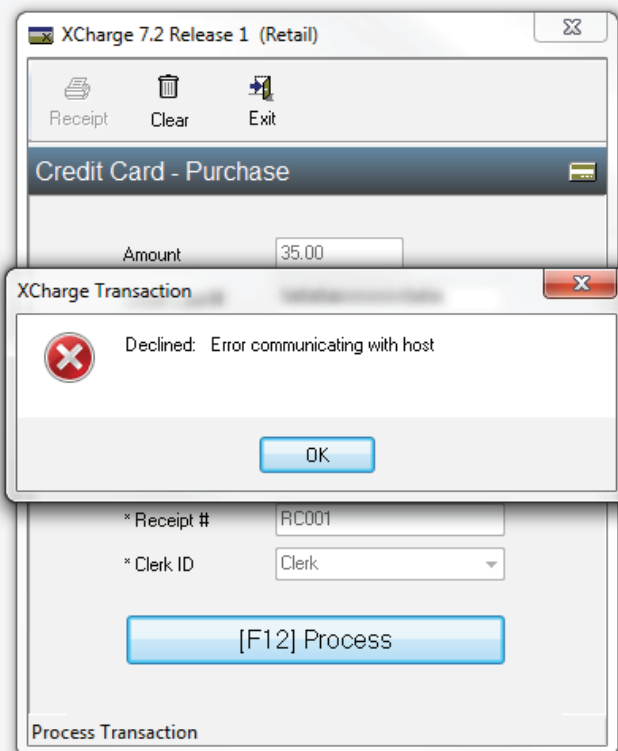 XCharge 7.2 Release 1 (Retail)
Receipt Clear Exit
Credit Card - Purchase
Amount 35.00
XCharge Transaction
Declined: Error communicating with host
OK
* Receipt # RC001
* Clerk ID Clerk
[F12] Process
Process Transaction